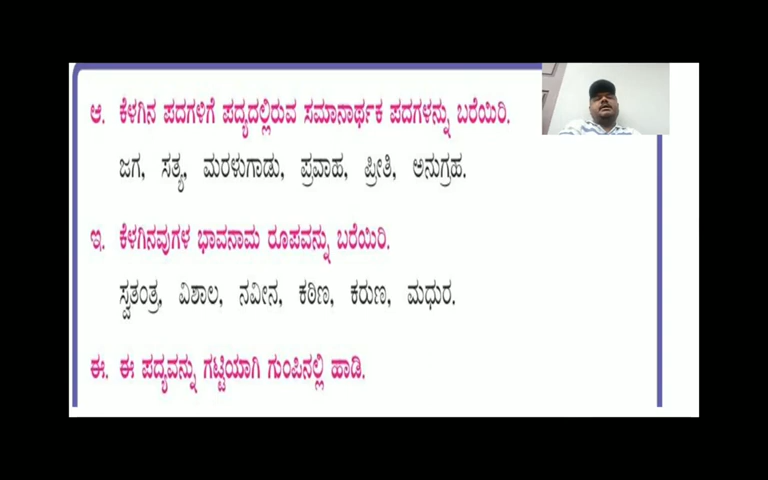 ಆ. ಕೆಳಗಿನ ಪದಗಳಿಗೆ ಪದ್ಯದಲ್ಲಿರುವ ಸಮಾನಾರ್ಥಕ ಪದಗಳನ್ನು ಬರೆಯಿರಿ.
ಜಗ, ಸತ್ಯ, ಮರಳುಗಾಡು, ಪ್ರವಾಹ, ಪ್ರೀತಿ, ಅನುಗ್ರಹ.
ಇ. ಕೆಳಗಿನವುಗಳ ಭಾವನಾಮ ರೂಪವನ್ನು ಬರೆಯಿರಿ.
ಸ್ವತಂತ್ರ, ವಿಶಾಲ, ನವೀನ, ಕಠಿಣ, ಕರುಣ, ಮಧುರ.
ಈ. ಈ ಪದ್ಯವನ್ನು ಗಟ್ಟಿಯಾಗಿ ಗುಂಪಿನಲ್ಲಿ ಹಾಡಿ.